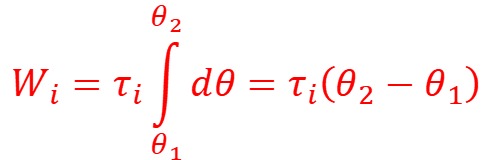 W_i = τ_i ∫_{θ_1}^{θ_2} dθ = τ_i(θ_2 − θ_1)